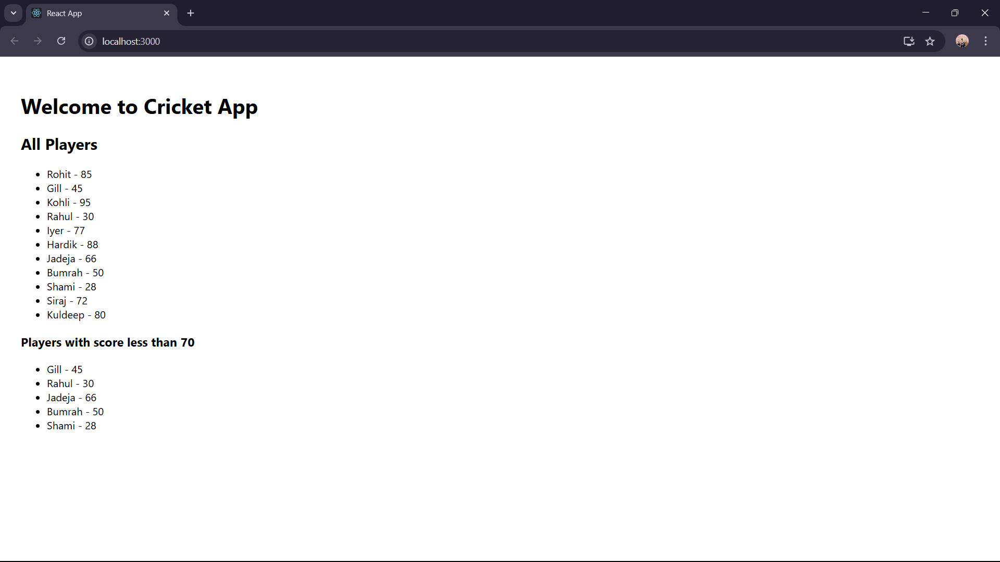 React App
localhost:3000
Welcome to Cricket App
All Players
• Rohit - 85
• Gill - 45
• Kohli - 95
• Rahul - 30
• Iyer - 77
• Hardik - 88
• Jadeja - 66
• Bumrah - 50
• Shami - 28
• Siraj - 72
• Kuldeep - 80
Players with score less than 70
• Gill - 45
• Rahul - 30
• Jadeja - 66
• Bumrah - 50
• Shami - 28